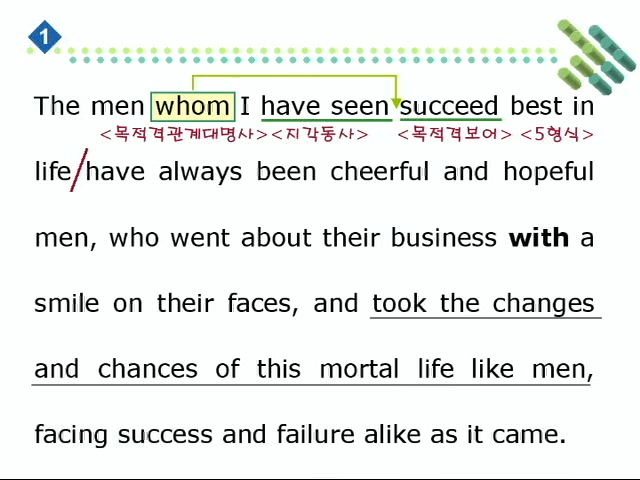 1
The men whom I have seen succeed best in
<목적격관계대명사><지각동사> <목적격보어> <5형식>
life/have always been cheerful and hopeful
men, who went about their business with a
smile on their faces, and took the changes
and chances of this mortal life like men,
facing success and failure alike as it came.